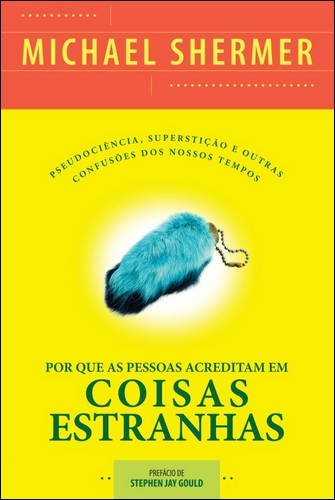 MICHAEL SHERMER
PSEUDOCIÊNCIA, SUPERSTIÇÃO E OUTRAS
CONFUSÕES DOS NOSSOS TEMPOS
POR QUE AS PESSOAS ACREDITAM EM
COISAS
ESTRANHAS
PREFÁCIO DE
STEPHEN JAY GOULD